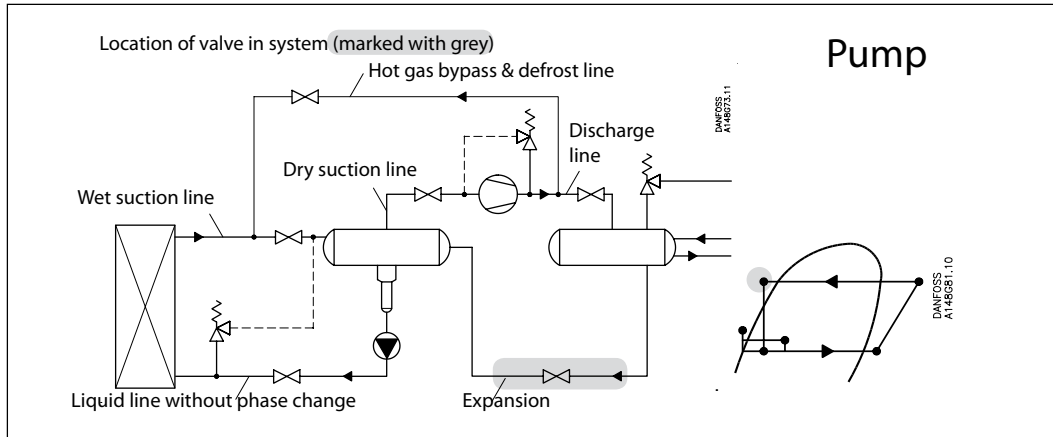 Location of valve in system (marked with grey)
Pump
Hot gas bypass & defrost line
DANFOSS
A148G73.11
Discharge
line
Dry suction line
Wet suction line
DANFOSS
A148G81.10
Liquid line without phase change
Expansion